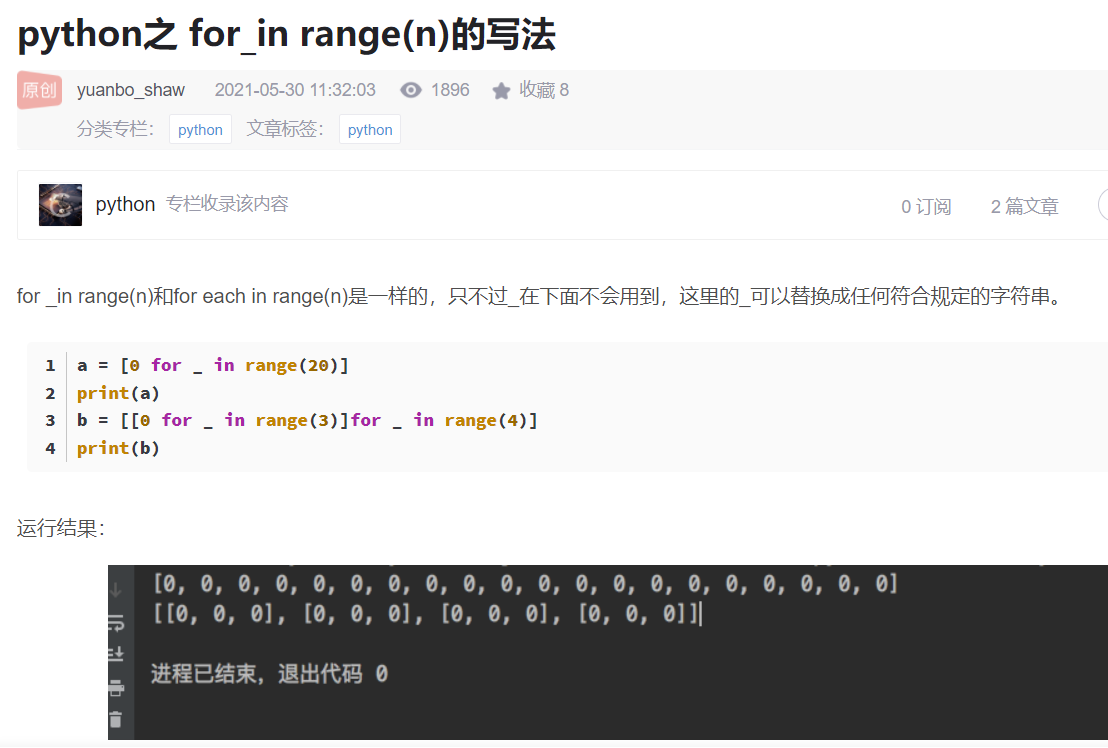 python之 for_in range(n)的写法
原创 yuanbo_shaw 2021-05-30 11:32:03 1896 收藏 8
分类专栏： python 文章标签： python
python 专栏收录该内容 0 订阅 2 篇文章
for _in range(n)和for each in range(n)是一样的，只不过_在下面不会用到，这里的_可以替换成任何符合规定的字符串。
1 a = [0 for _ in range(20)]
2 print(a)
3 b = [[0 for _ in range(3)]for _ in range(4)]
4 print(b)
运行结果：
[0, 0, 0, 0, 0, 0, 0, 0, 0, 0, 0, 0, 0, 0, 0, 0, 0, 0, 0, 0]
[[0, 0, 0], [0, 0, 0], [0, 0, 0], [0, 0, 0]]
进程已结束，退出代码 0